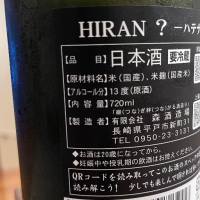 HIRAN ? ーハテナ
品目 日本酒 要冷蔵
【原材料名】米(国産)、米麹(国産米)
【アルコール分】13度(原酒)
【内容量】720ml
【製造者】有限会社 森酒造場
長崎県平戸市新町31
TEL 0950-23-3131
◆お酒は20歳になってから。
◆妊娠中や授乳期の飲酒はお控えくだ
QRコードを読み取ってこのお
読み解こう! 少しでも楽しんで頂け